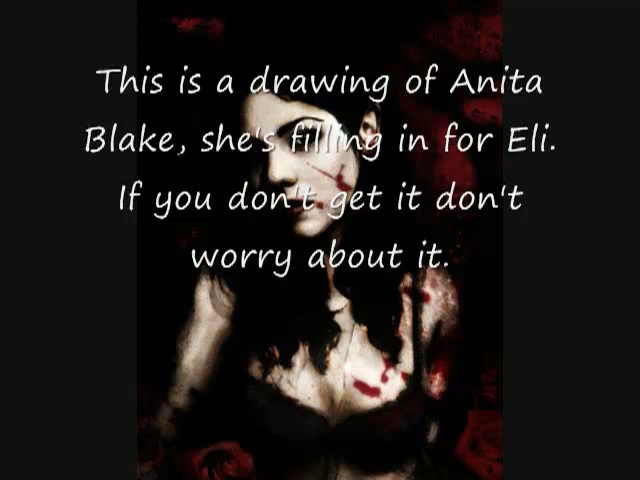 This is a drawing of Anita
Blake, she's filling in for Eli.
If you don't get it don't
worry about it.